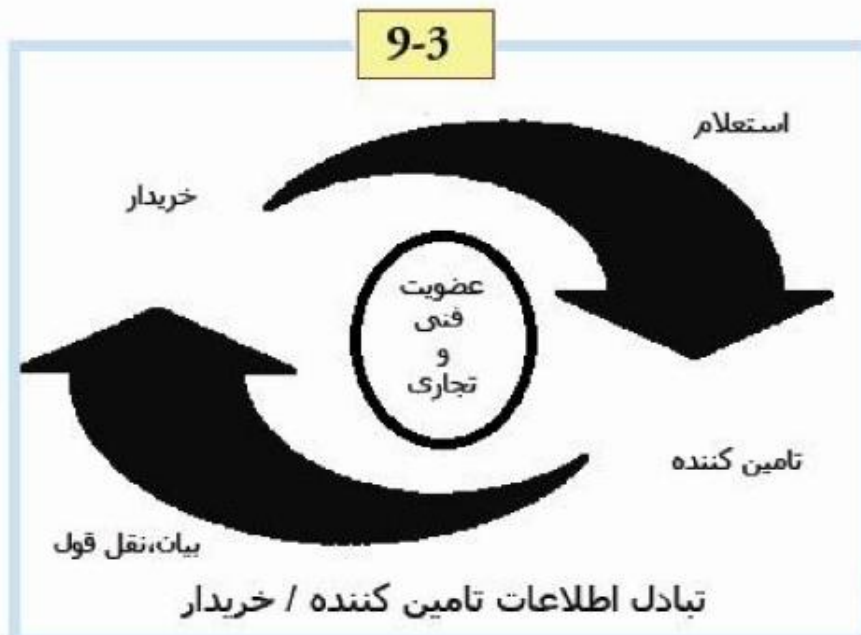 9-3
استعلام
خریدار
عضویت
فنی
و
تجاری
تامین کننده
بیان،نقل قول
تبادل اطلاعات تامین کننده / خریدار